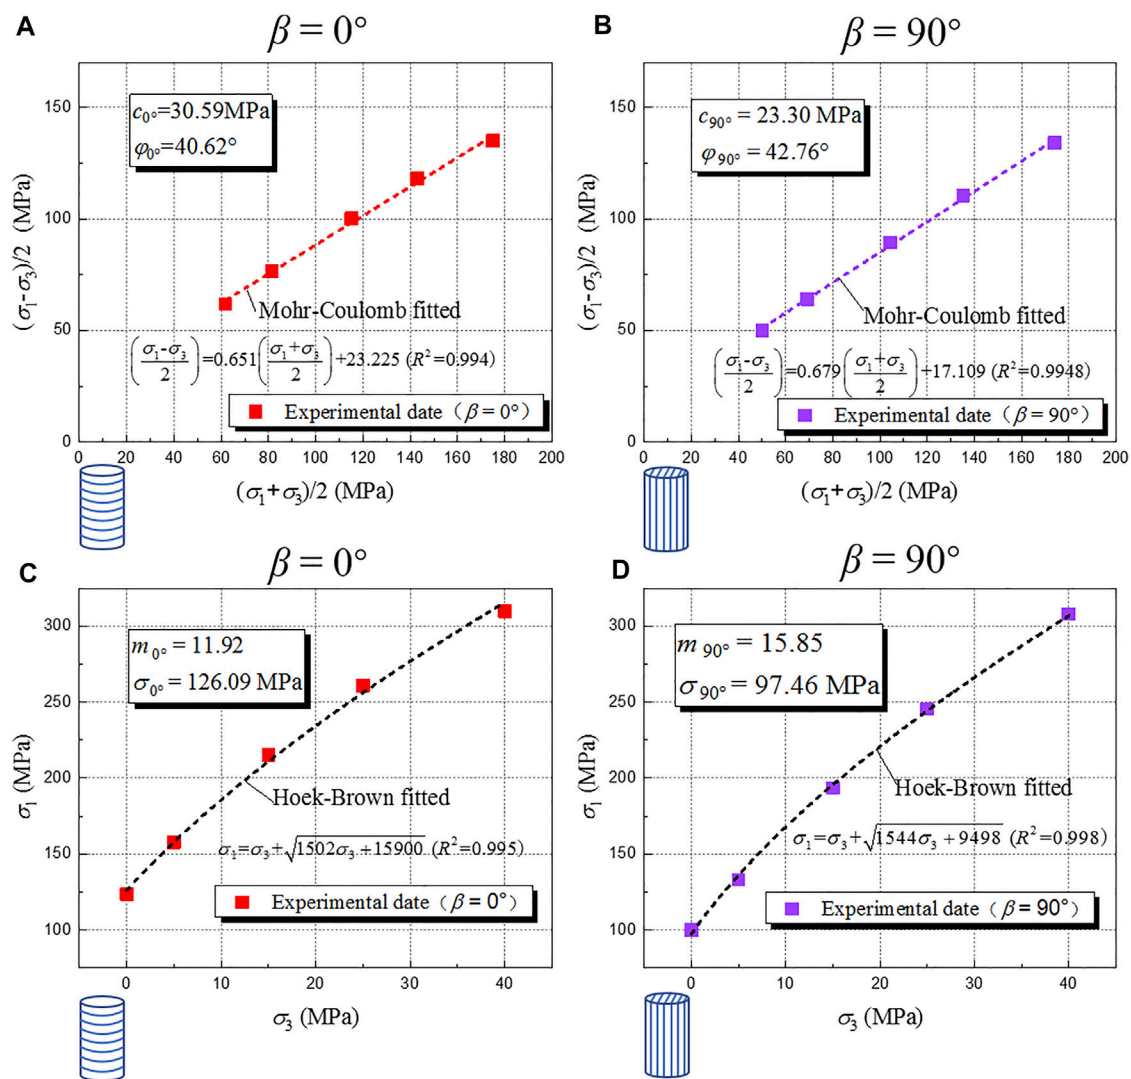 A
β = 0°
c0°=30.59MPa
φ0°=40.62°
(σ1-σ3)/2 (MPa)
150
100
50
0
Mohr-Coulomb fitted
(σ1-σ3/2)=0.651(σ1+σ3/2)+23.225 (R²=0.994)
Experimental date（β = 0°）
0 20 40 60 80 100 120 140 160 180 200
(σ1+σ3)/2 (MPa)
B
β = 90°
c90° = 23.30 MPa
φ90° = 42.76°
(σ1-σ3)/2 (MPa)
150
100
50
0
Mohr-Coulomb fitted
(σ1-σ3/2)=0.679(σ1+σ3/2)+17.109 (R²=0.9948)
Experimental date（β = 90°）
0 20 40 60 80 100 120 140 160 180 200
(σ1+σ3)/2 (MPa)
C
β = 0°
m0° = 11.92
σ0° = 126.09 MPa
σ1 (MPa)
300
250
200
150
100
Hoek-Brown fitted
σ1=σ3+√1502σ3+15900 (R²=0.995)
Experimental date（β = 0°）
0 10 20 30 40
σ3 (MPa)
D
β = 90°
m90° = 15.85
σ90° = 97.46 MPa
σ1 (MPa)
300
250
200
150
100
Hoek-Brown fitted
σ1=σ3+√1544σ3+9498 (R²=0.998)
Experimental date（β = 90°）
0 10 20 30 40
σ3 (MPa)